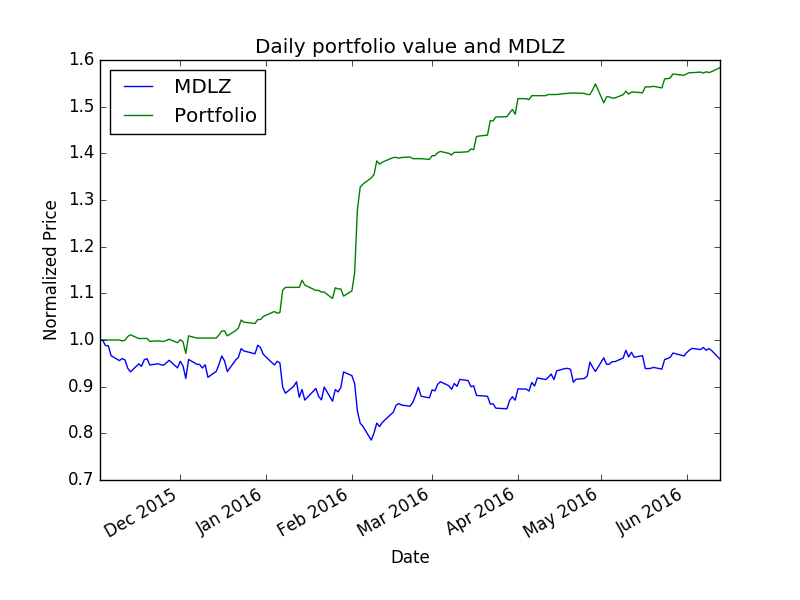 Daily portfolio value and MDLZ
MDLZ
Portfolio
1.6
1.5
1.4
1.3
1.2
1.1
1.0
0.9
0.8
0.7
Normalized Price
Dec 2015
Jan 2016
Feb 2016
Mar 2016
Apr 2016
May 2016
Jun 2016
Date